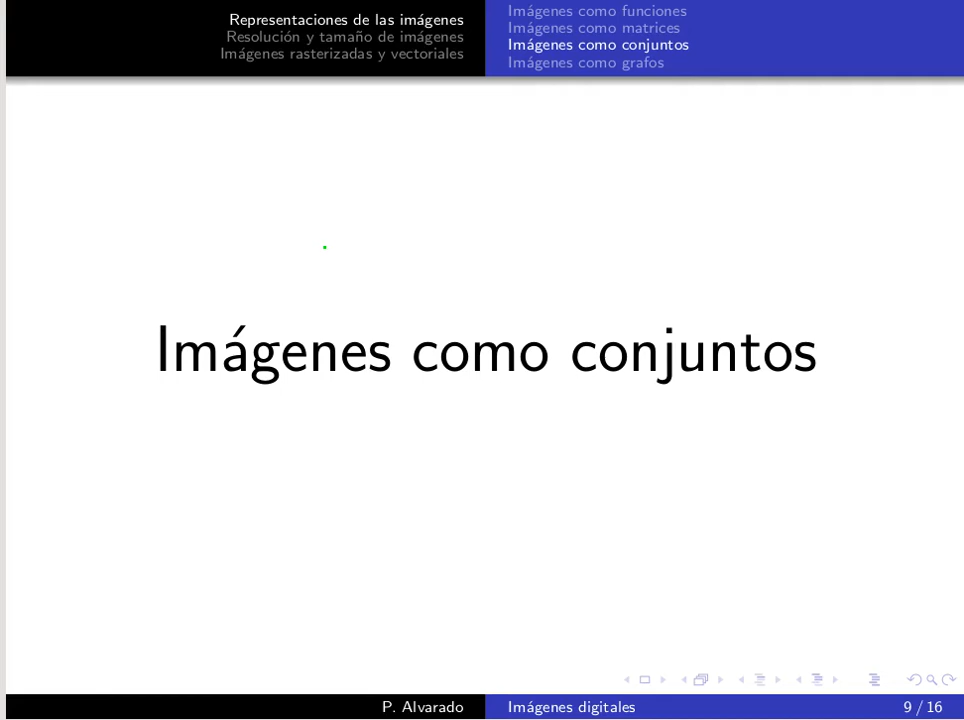 Representaciones de las imágenes
Resolución y tamaño de imágenes
Imágenes rasterizadas y vectoriales
Imágenes como funciones
Imágenes como matrices
Imágenes como conjuntos
Imágenes como grafos
Imágenes como conjuntos
P. Alvarado
Imágenes digitales
9 / 16